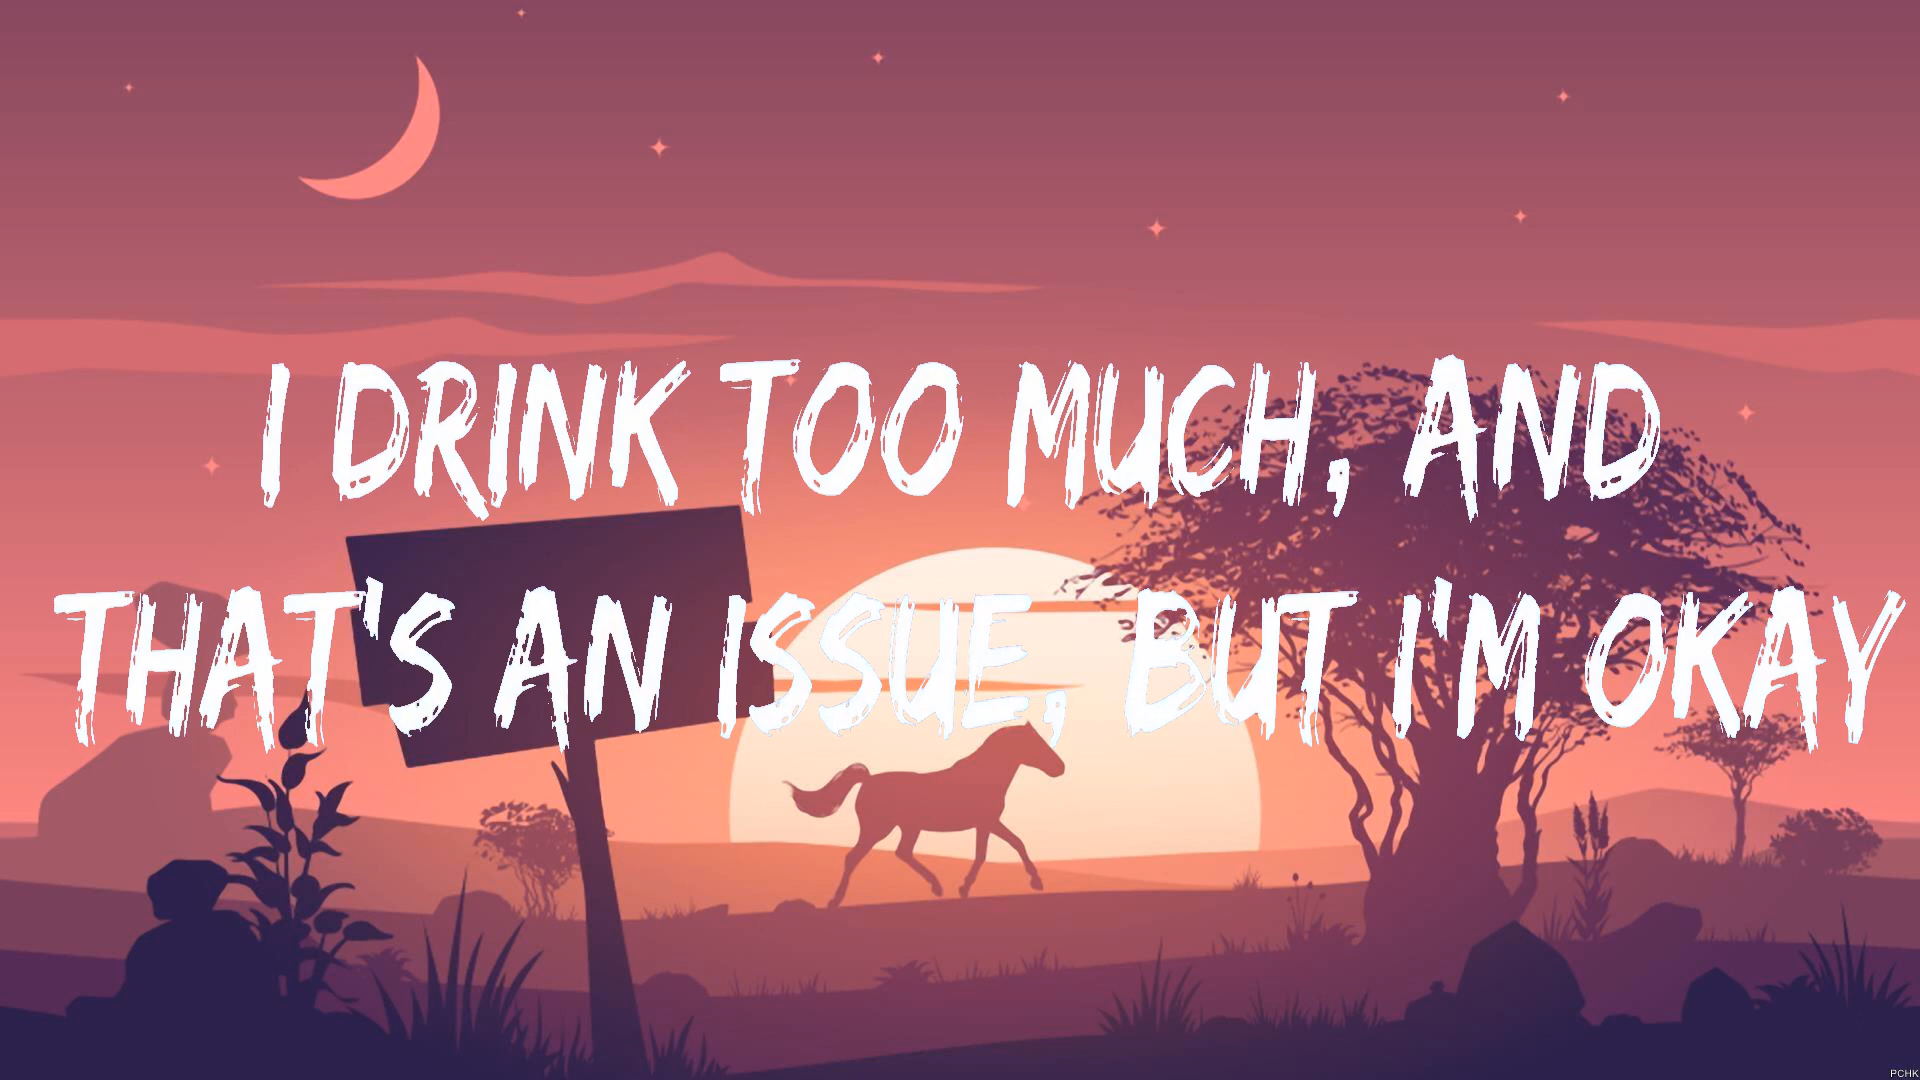 I DRINK TOO MUCH, AND
THAT'S AN ISSUE, BUT I'M OKAY
PCHK